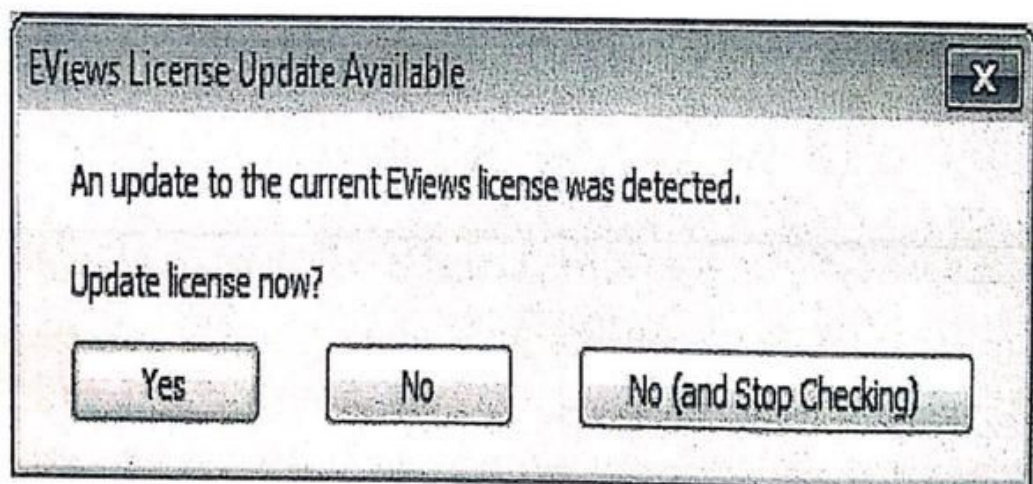 EViews License Update Available
X
An update to the current EViews license was detected.
Update license now?
Yes No No (and Stop Checking)